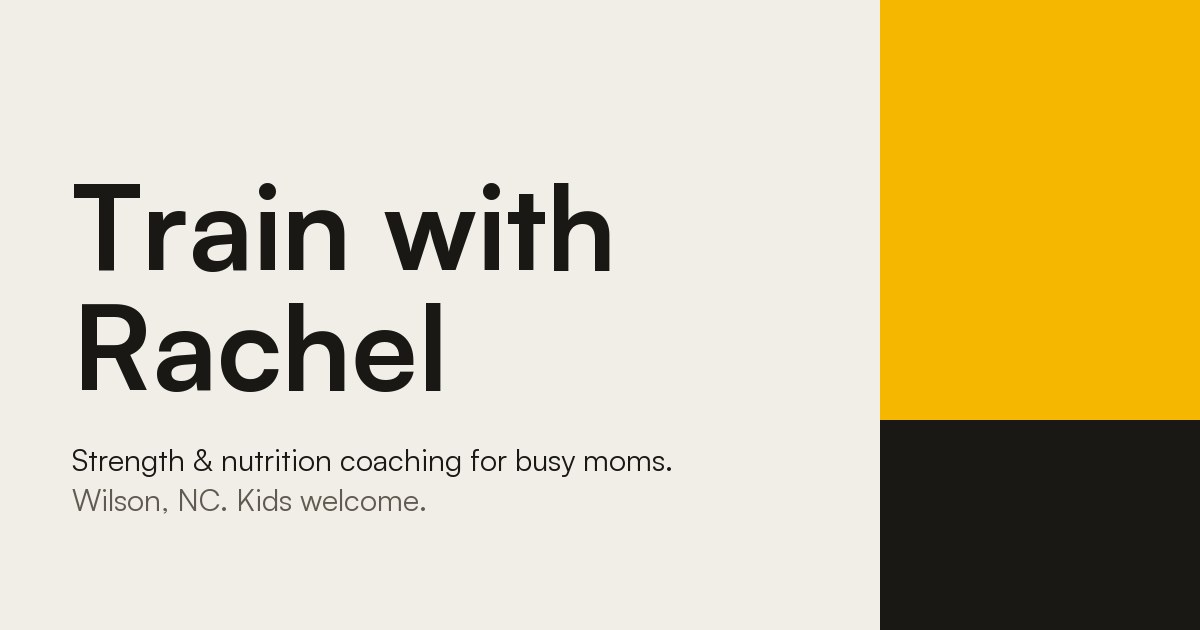 Train with
Rachel
Strength & nutrition coaching for busy moms.
Wilson, NC. Kids welcome.